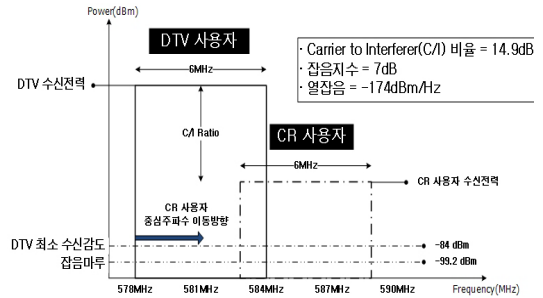 Power(dBm)
DTV 사용자
6MHz
· Carrier to Interferer(C/I) 비율 = 14.9dB
· 잡음지수 = 7dB
· 열잡음 = -174dBm/Hz
DTV 수신전력
C/I Ratio
CR 사용자
6MHz
CR 사용자 수신전력
CR 사용자
중심주파수 이동방향
DTV 최소 수신감도
-84 dBm
잡음마루
-99.2 dBm
578MHz 581MHz 584MHz 587MHz 590MHz Frequency(MHz)